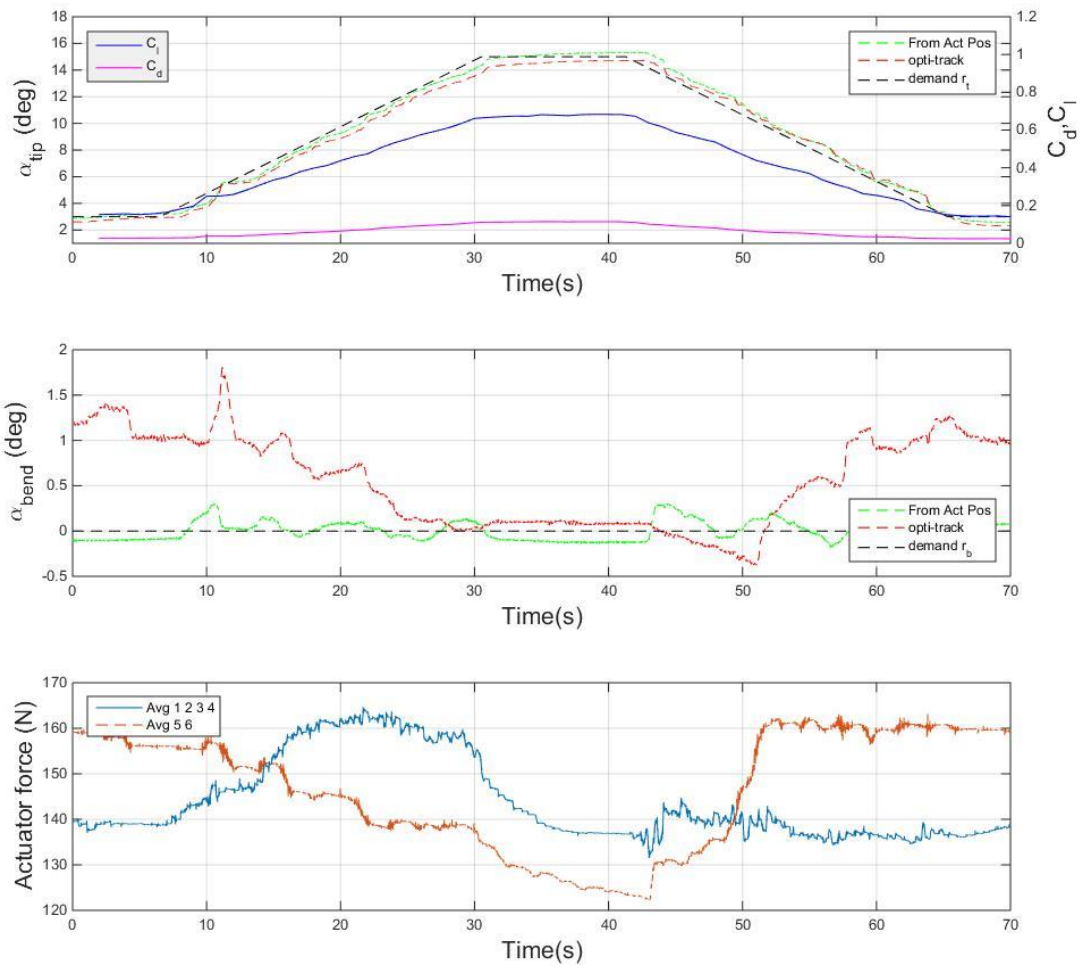 18
16
14
12
10
8
6
4
2
α_tip (deg)
C_l
C_d
From Act Pos
opti-track
demand r_t
1.2
1
0.8
0.6
0.4
0.2
0
C_d,C_l
0 10 20 30 40 50 60 70
Time(s)
2
1.5
1
0.5
0
-0.5
α_bend (deg)
From Act Pos
opti-track
demand r_b
0 10 20 30 40 50 60 70
Time(s)
170
160
150
140
130
120
Actuator force (N)
Avg 1 2 3 4
Avg 5 6
0 10 20 30 40 50 60 70
Time(s)